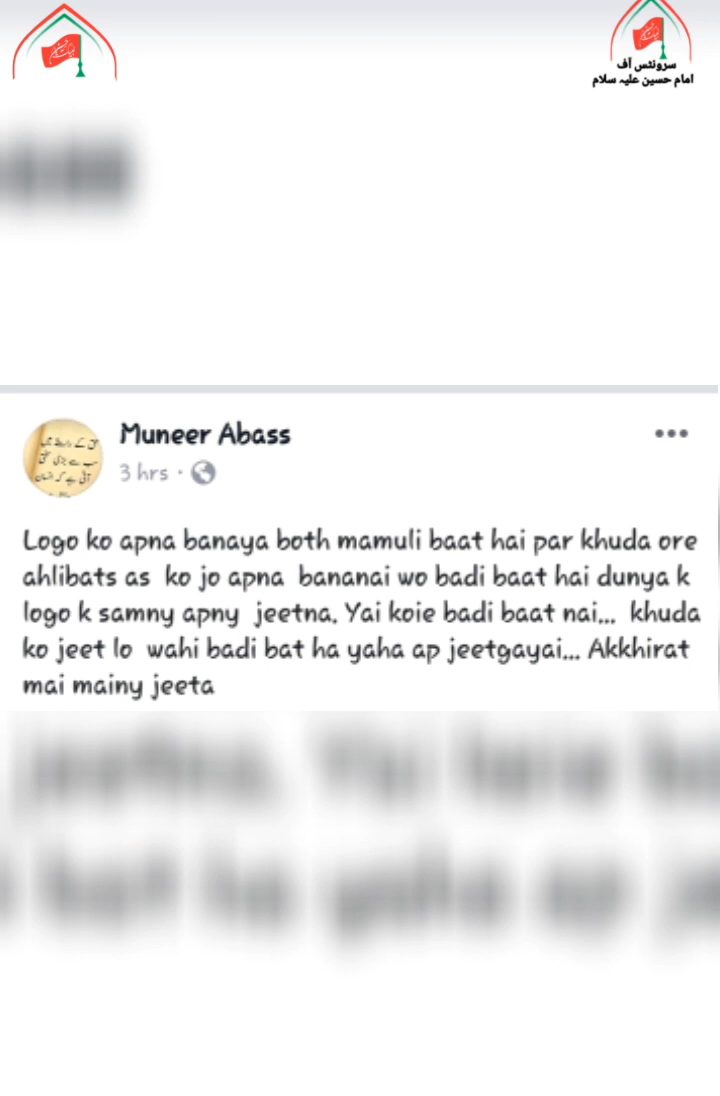 سرونٹس آف
امام حسین علیہ سلام
Muneer Abass
3 hrs ·
Logo ko apna banaya both mamuli baat hai par khuda ore
ahlibats as ko jo apna bananai wo badi baat hai dunya k
logo k samny apny jeetna. Yai koie badi baat nai... khuda
ko jeet lo wahi badi bat ha yaha ap jeetgayai... Akkhirat
mai mainy jeeta